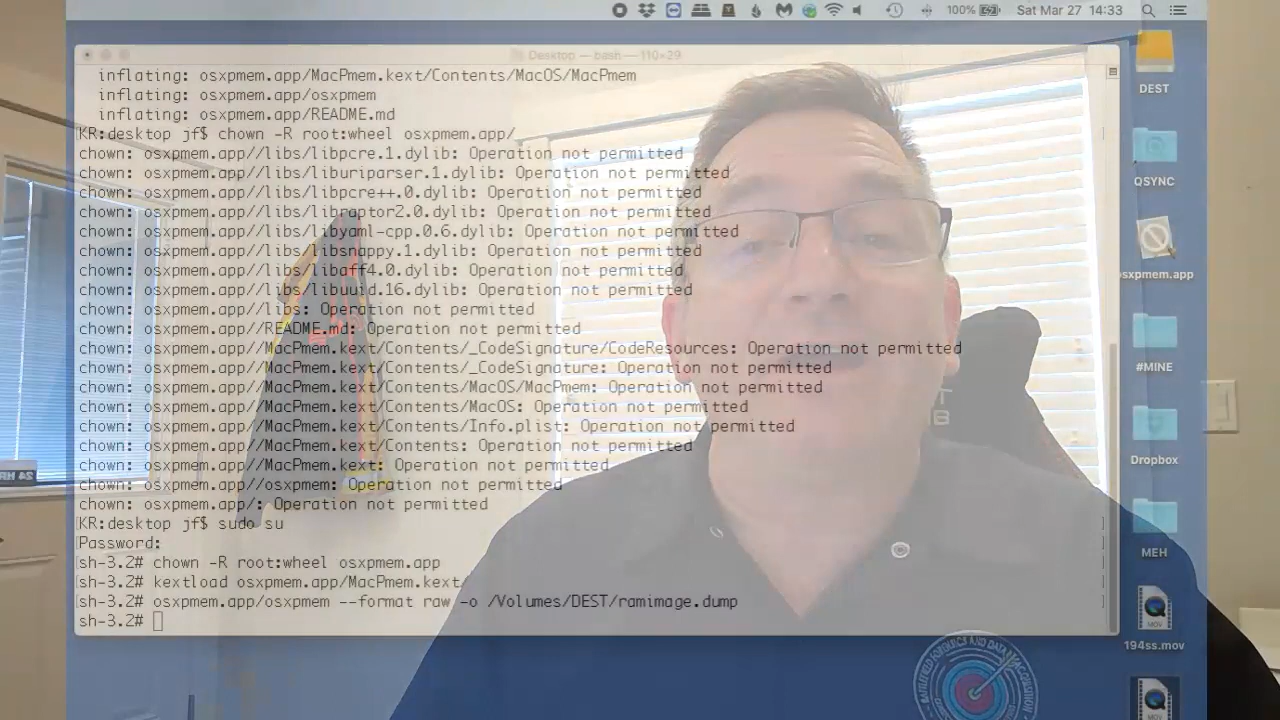 100% Sat Mar 27 14:33
Desktop — bash — 110×29
inflating: osxpmem.app/MacPmem.kext/Contents/MacOS/MacPmem
inflating: osxpmem.app/osxpmem
inflating: osxpmem.app/README.md
KR:desktop jf$ chown -R root:wheel osxpmem.app/
chown: osxpmem.app//libs/libpcre.1.dylib: Operation not permitted
chown: osxpmem.app//libs/liburiparser.1.dylib: Operation not permitted
chown: osxpmem.app//libs/libpcre++.0.dylib: Operation not permitted
chown: osxpmem.app//libs/libraptor2.0.dylib: Operation not permitted
chown: osxpmem.app//libs/libyaml-cpp.0.6.dylib: Operation not permitted
chown: osxpmem.app//libs/libsnappy.1.dylib: Operation not permitted
chown: osxpmem.app//libs/libaff4.0.dylib: Operation not permitted
chown: osxpmem.app//libs/libuuid.16.dylib: Operation not permitted
chown: osxpmem.app//libs: Operation not permitted
chown: osxpmem.app//README.md: Operation not permitted
chown: osxpmem.app//MacPmem.kext/Contents/_CodeSignature/CodeResources: Operation not permitted
chown: osxpmem.app//MacPmem.kext/Contents/_CodeSignature: Operation not permitted
chown: osxpmem.app//MacPmem.kext/Contents/MacOS/MacPmem: Operation not permitted
chown: osxpmem.app//MacPmem.kext/Contents/MacOS: Operation not permitted
chown: osxpmem.app//MacPmem.kext/Contents/Info.plist: Operation not permitted
chown: osxpmem.app//MacPmem.kext/Contents: Operation not permitted
chown: osxpmem.app//MacPmem.kext: Operation not permitted
chown: osxpmem.app//osxpmem: Operation not permitted
chown: osxpmem.app/: Operation not permitted
KR:desktop jf$ sudo su
Password:
sh-3.2# chown -R root:wheel osxpmem.app
sh-3.2# kextload osxpmem.app/MacPmem.kext/
sh-3.2# osxpmem.app/osxpmem --format raw -o /Volumes/DEST/ramimage.dump
sh-3.2#
DEST
QSYNC
osxpmem.app
#MINE
Dropbox
MEH
MOV
194ss.mov
MOV